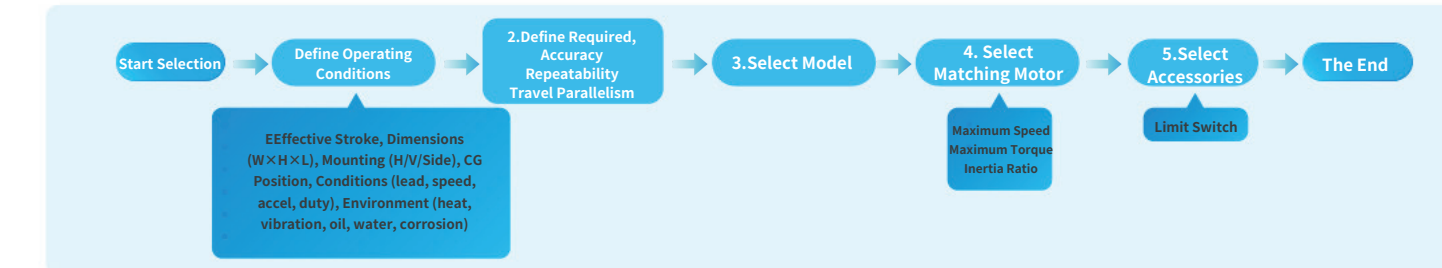 Start Selection
Define Operating
Conditions
2.Define Required,
Accuracy
Repeatability
Travel Parallelism
3.Select Model
4. Select
Matching Motor
5.Select
Accessories
The End
EEffective Stroke, Dimensions
(W×H×L), Mounting (H/V/Side), CG
Position, Conditions (lead, speed,
accel, duty), Environment (heat,
vibration, oil, water, corrosion)
Maximum Speed
Maximum Torque
Inertia Ratio
Limit Switch